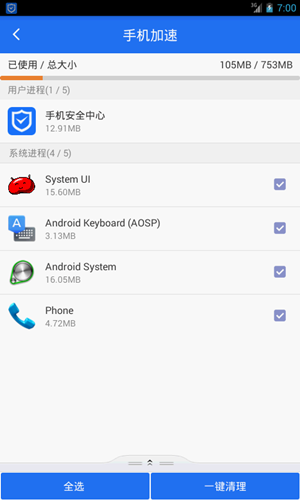 3G 7:00
手机加速
已使用 / 总大小 105MB / 753MB
用户进程(1 / 5)
手机安全中心
12.91MB
系统进程(4 / 5)
System UI
15.60MB
Android Keyboard (AOSP)
3.13MB
Android System
16.05MB
Phone
4.72MB
全选 一键清理